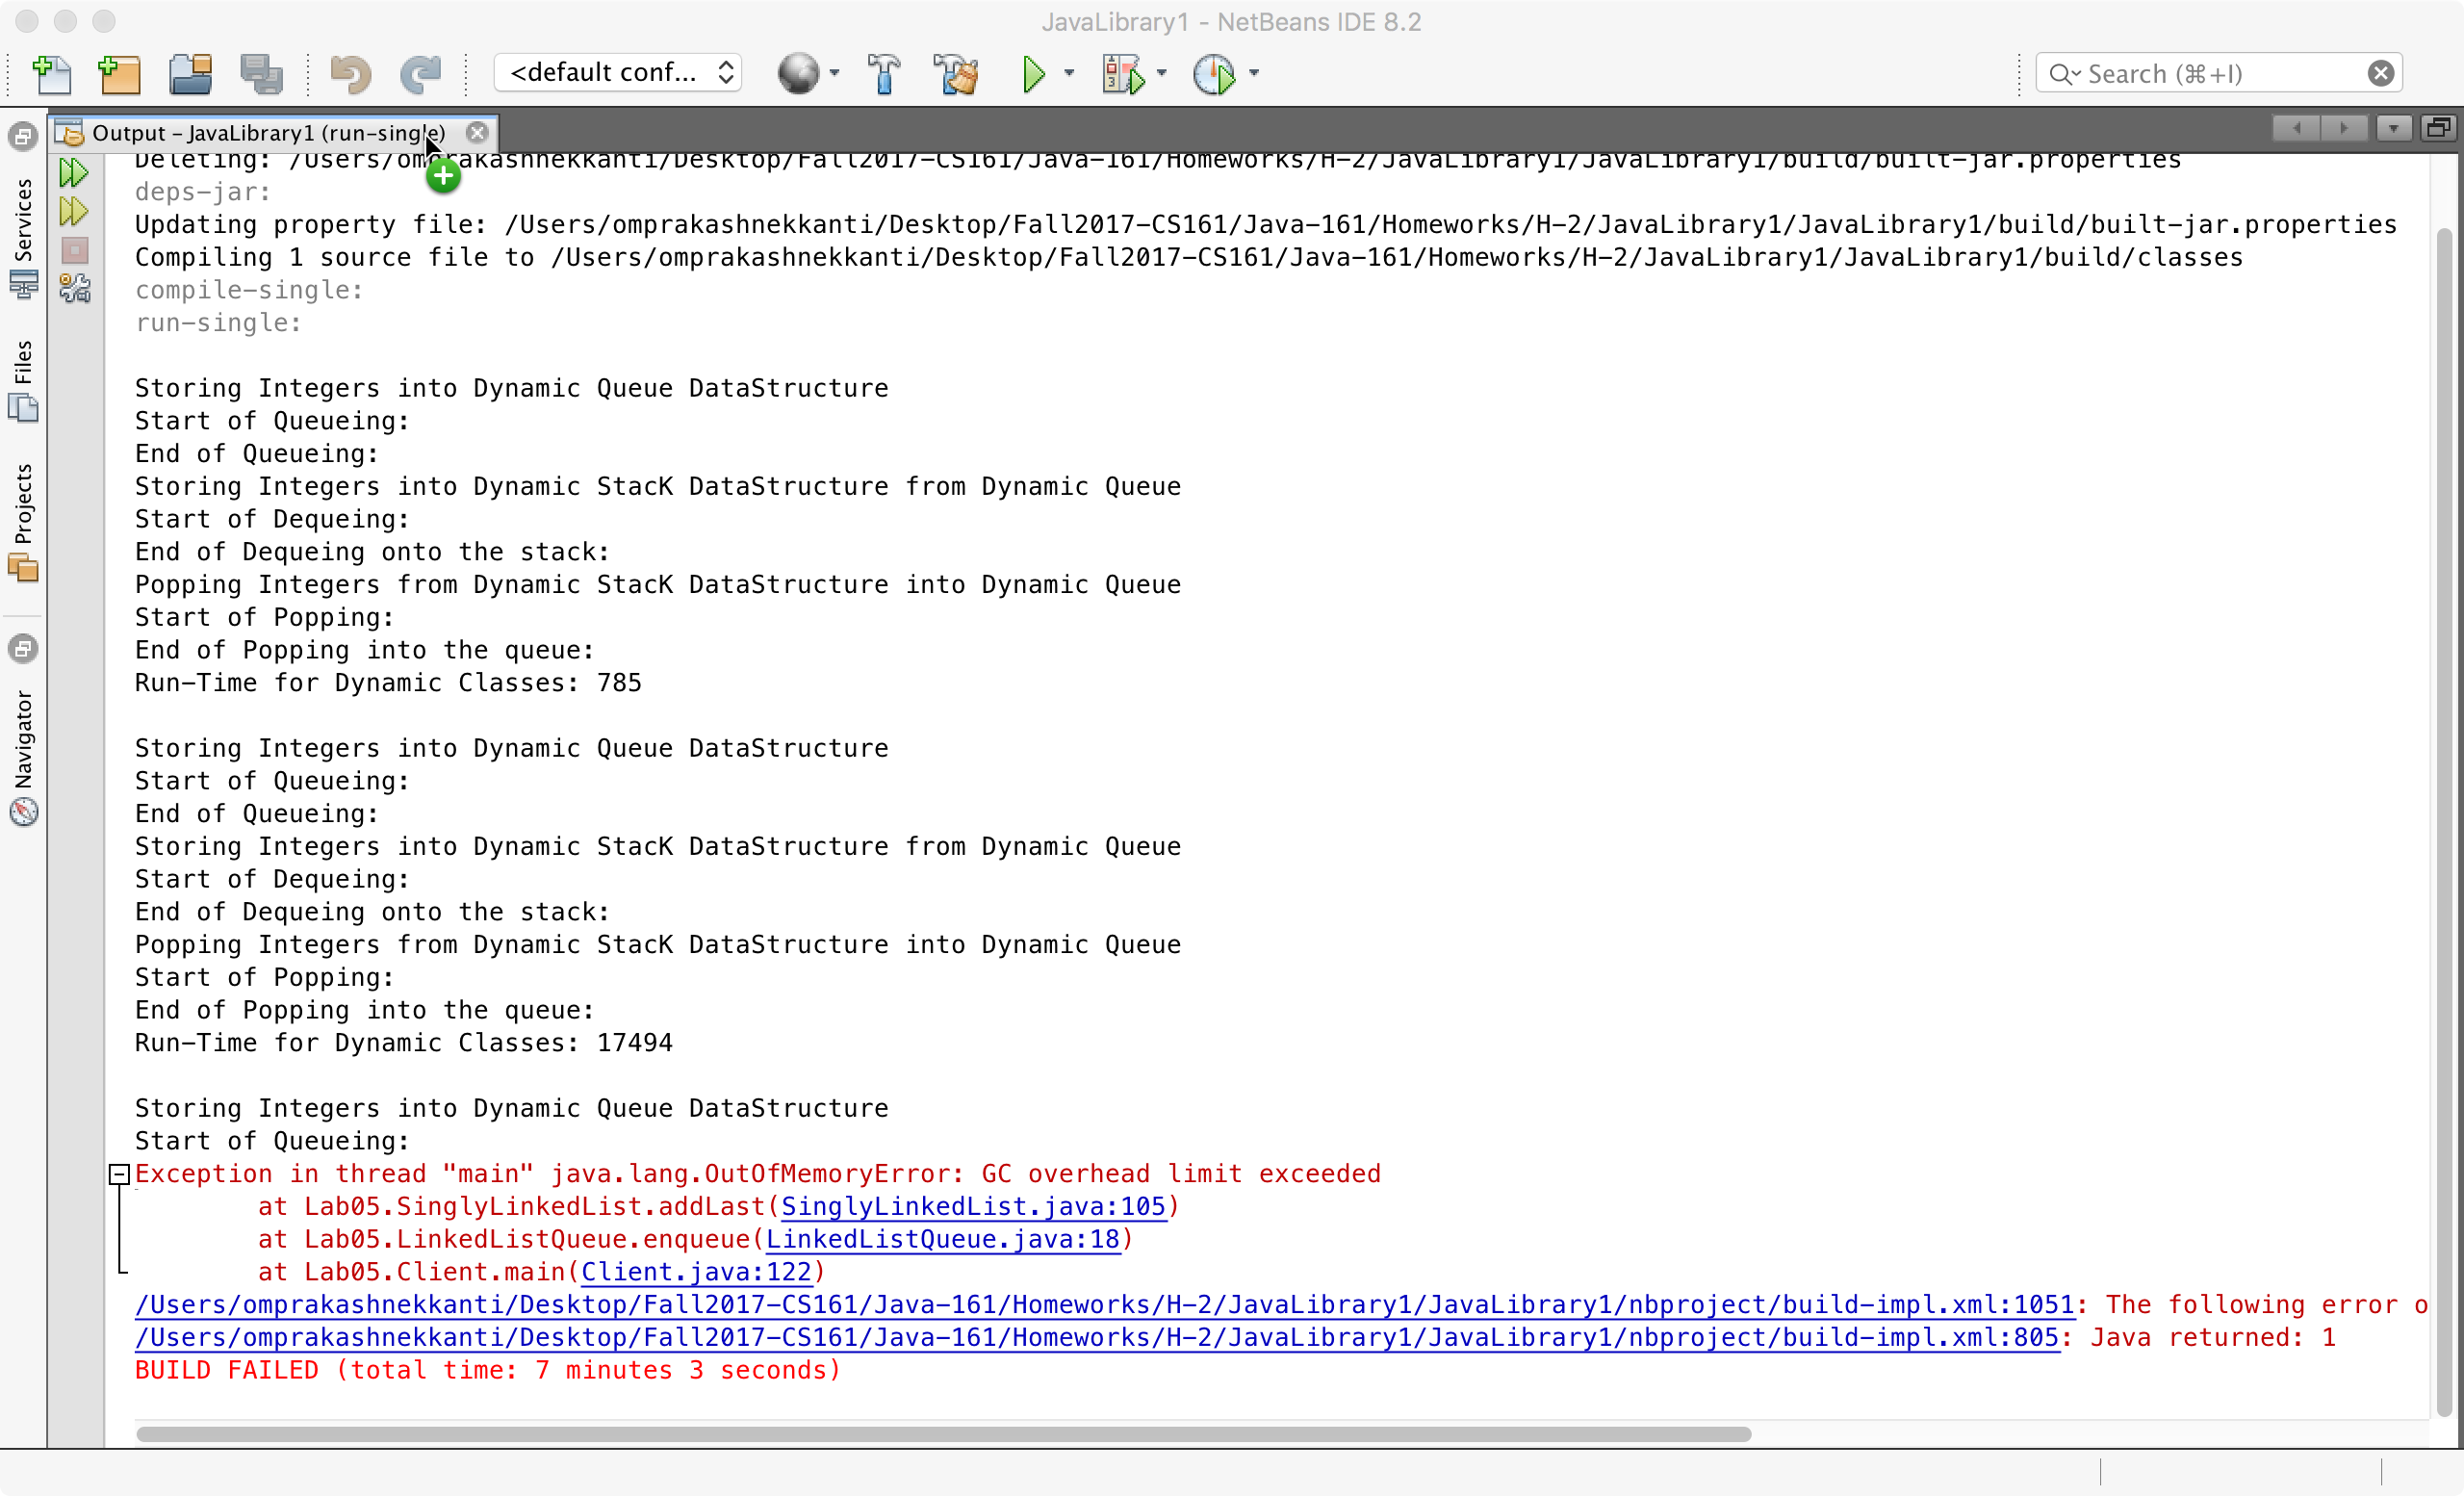 JavaLibrary1 - NetBeans IDE 8.2
<default conf...
Search (⌘+I)
Output - JavaLibrary1 (run-single)
Services
Files
Projects
Navigator
Deleting: /Users/omprakashnekkanti/Desktop/Fall2017-CS161/Java-161/Homeworks/H-2/JavaLibrary1/JavaLibrary1/build/built-jar.properties
deps-jar:
Updating property file: /Users/omprakashnekkanti/Desktop/Fall2017-CS161/Java-161/Homeworks/H-2/JavaLibrary1/JavaLibrary1/build/built-jar.properties
Compiling 1 source file to /Users/omprakashnekkanti/Desktop/Fall2017-CS161/Java-161/Homeworks/H-2/JavaLibrary1/JavaLibrary1/build/classes
compile-single:
run-single:
Storing Integers into Dynamic Queue DataStructure
Start of Queueing:
End of Queueing:
Storing Integers into Dynamic StacK DataStructure from Dynamic Queue
Start of Dequeing:
End of Dequeing onto the stack:
Popping Integers from Dynamic StacK DataStructure into Dynamic Queue
Start of Popping:
End of Popping into the queue:
Run-Time for Dynamic Classes: 785
Storing Integers into Dynamic Queue DataStructure
Start of Queueing:
End of Queueing:
Storing Integers into Dynamic StacK DataStructure from Dynamic Queue
Start of Dequeing:
End of Dequeing onto the stack:
Popping Integers from Dynamic StacK DataStructure into Dynamic Queue
Start of Popping:
End of Popping into the queue:
Run-Time for Dynamic Classes: 17494
Storing Integers into Dynamic Queue DataStructure
Start of Queueing:
Exception in thread "main" java.lang.OutOfMemoryError: GC overhead limit exceeded
at Lab05.SinglyLinkedList.addLast(SinglyLinkedList.java:105)
at Lab05.LinkedListQueue.enqueue(LinkedListQueue.java:18)
at Lab05.Client.main(Client.java:122)
/Users/omprakashnekkanti/Desktop/Fall2017-CS161/Java-161/Homeworks/H-2/JavaLibrary1/JavaLibrary1/nbproject/build-impl.xml:1051: The following error o
/Users/omprakashnekkanti/Desktop/Fall2017-CS161/Java-161/Homeworks/H-2/JavaLibrary1/JavaLibrary1/nbproject/build-impl.xml:805: Java returned: 1
BUILD FAILED (total time: 7 minutes 3 seconds)